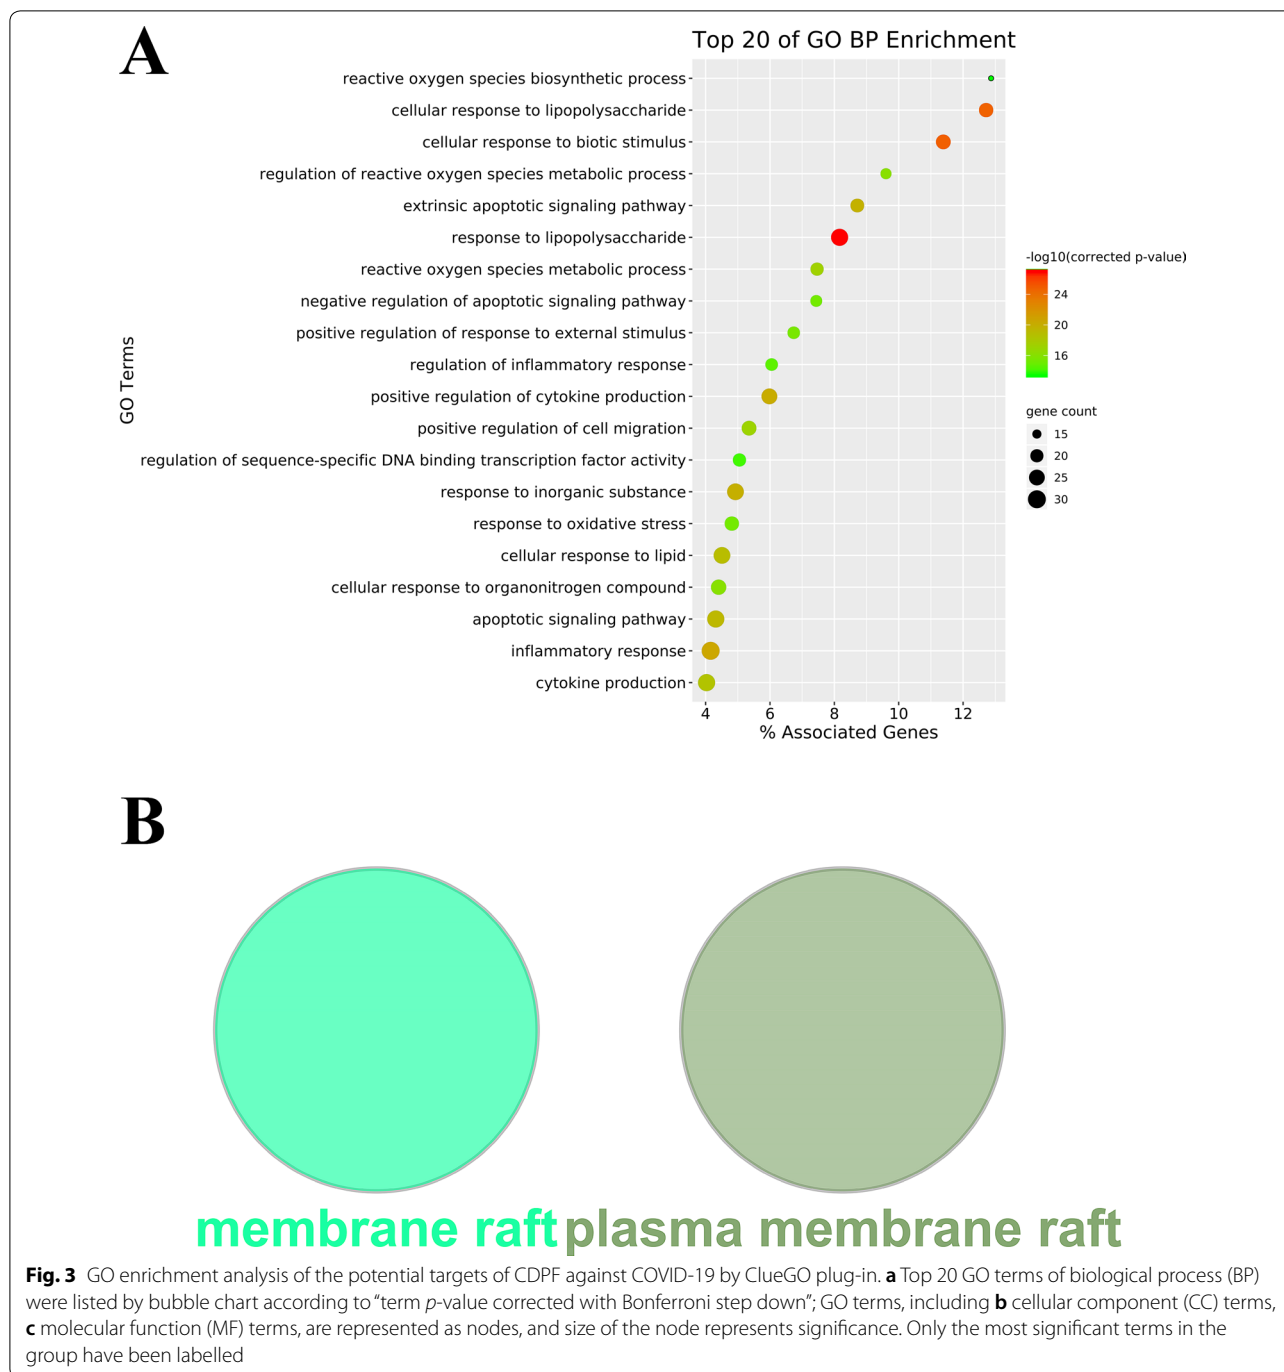 A
Top 20 of GO BP Enrichment
reactive oxygen species biosynthetic process
cellular response to lipopolysaccharide
cellular response to biotic stimulus
regulation of reactive oxygen species metabolic process
extrinsic apoptotic signaling pathway
response to lipopolysaccharide
reactive oxygen species metabolic process
negative regulation of apoptotic signaling pathway
positive regulation of response to external stimulus
regulation of inflammatory response
positive regulation of cytokine production
positive regulation of cell migration
regulation of sequence-specific DNA binding transcription factor activity
response to inorganic substance
response to oxidative stress
cellular response to lipid
cellular response to organonitrogen compound
apoptotic signaling pathway
inflammatory response
cytokine production
GO Terms
4 6 8 10 12
% Associated Genes
-log10(corrected p-value)
24
20
16
gene count
15
20
25
30
B
membrane raft plasma membrane raft
Fig. 3 GO enrichment analysis of the potential targets of CDPF against COVID-19 by ClueGO plug-in. a Top 20 GO terms of biological process (BP)
were listed by bubble chart according to “term p-value corrected with Bonferroni step down”; GO terms, including b cellular component (CC) terms,
c molecular function (MF) terms, are represented as nodes, and size of the node represents significance. Only the most significant terms in the
group have been labelled